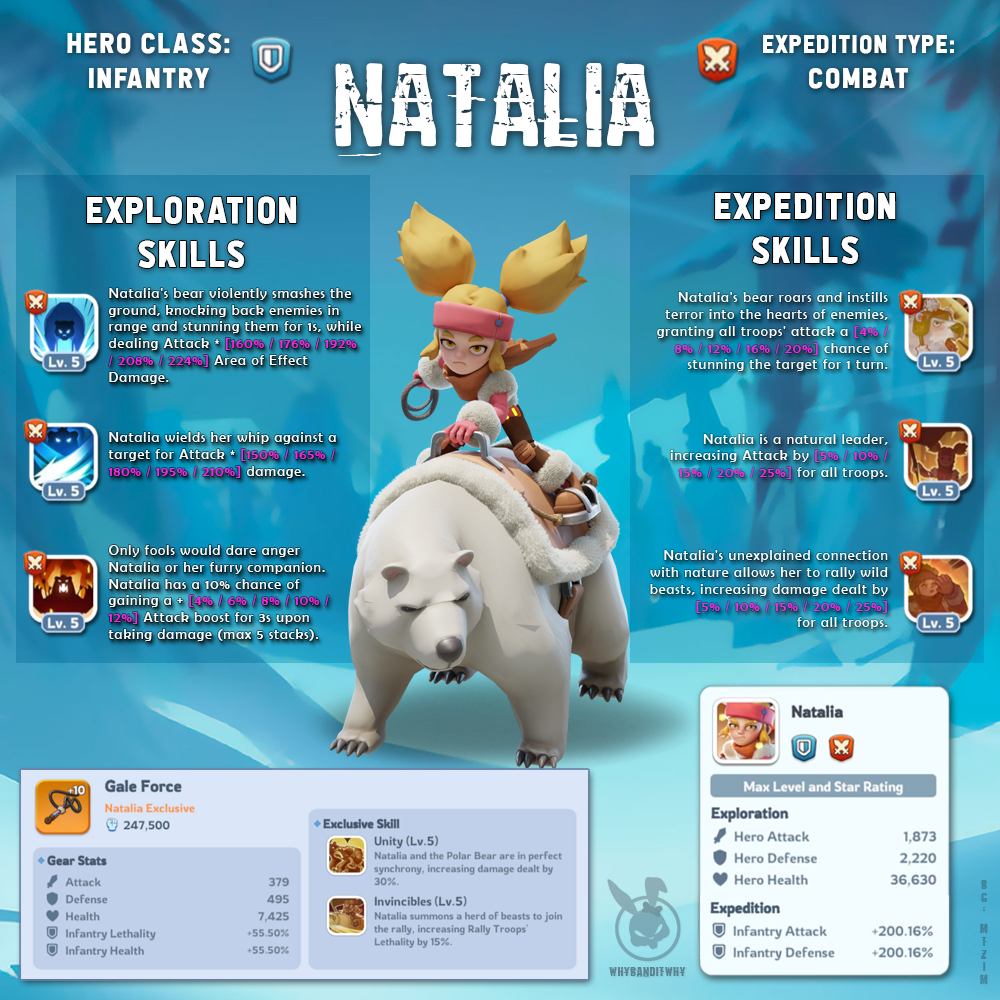 HERO CLASS:
INFANTRY
EXPEDITION TYPE:
COMBAT
NATALIA
EXPLORATION
SKILLS
Natalia's bear violently smashes the
ground, knocking back enemies in
range and stunning them for 1s, while
dealing Attack * [160% / 176% / 192%
/ 208% / 224%] Area of Effect
Damage.
Lv. 5
Natalia wields her whip against a
target for Attack * [150% / 165% /
180% / 195% / 210%] damage.
Lv. 5
Only fools would dare anger
Natalia or her furry companion.
Natalia has a 10% chance of
gaining a + [4% / 6% / 8% / 10% /
12%] Attack boost for 3s upon
taking damage (max 5 stacks).
Lv. 5
EXPEDITION
SKILLS
Natalia's bear roars and instills
terror into the hearts of enemies,
granting all troops' attack a [4% /
8% / 12% / 16% / 20%] chance of
stunning the target for 1 turn.
Lv. 5
Natalia is a natural leader,
increasing Attack by [5% / 10% /
15% / 20% / 25%] for all troops.
Lv. 5
Natalia's unexplained connection
with nature allows her to rally wild
beasts, increasing damage dealt by
[5% / 10% / 15% / 20% / 25%]
for all troops.
Lv. 5
+10
Gale Force
Natalia Exclusive
247,500
Gear Stats
Attack 379
Defense 495
Health 7,425
Infantry Lethality +55.50%
Infantry Health +55.50%
Exclusive Skill
Unity (Lv.5)
Natalia and the Polar Bear are in perfect
synchrony, increasing damage dealt by
30%.
Invincibles (Lv.5)
Natalia summons a herd of beasts to join
the rally, increasing Rally Troops'
Lethality by 15%.
WHYBANDITWHY
Natalia
Max Level and Star Rating
Exploration
Hero Attack 1,873
Hero Defense 2,220
Hero Health 36,630
Expedition
Infantry Attack +200.16%
Infantry Defense +200.16%
BG: MTZIM